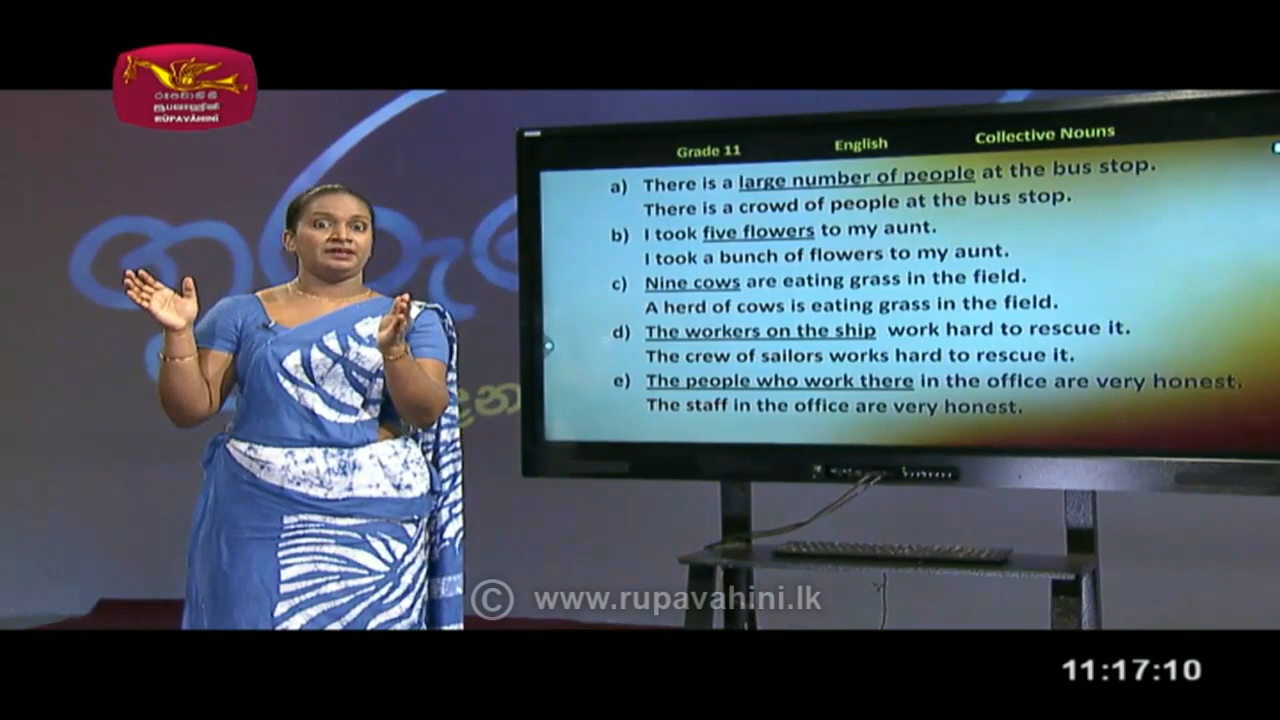 රූපවාහිනී
ரூபவாஹினி
RŪPAVĀHINĪ
Grade 11 English Collective Nouns
a) There is a large number of people at the bus stop.
There is a crowd of people at the bus stop.
b) I took five flowers to my aunt.
I took a bunch of flowers to my aunt.
c) Nine cows are eating grass in the field.
A herd of cows is eating grass in the field.
d) The workers on the ship work hard to rescue it.
The crew of sailors works hard to rescue it.
e) The people who work there in the office are very honest.
The staff in the office are very honest.
© www.rupavahini.lk
11:17:10